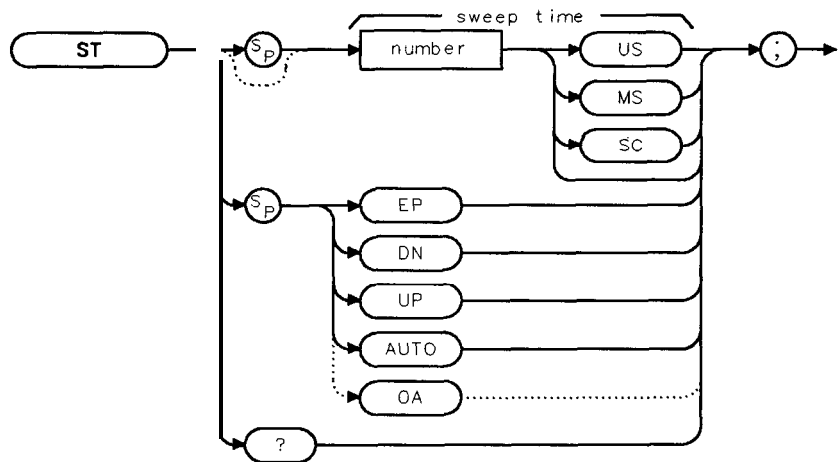 sweep time
ST SP number US ;
MS
SC
SP EP
DN
UP
AUTO
OA
?